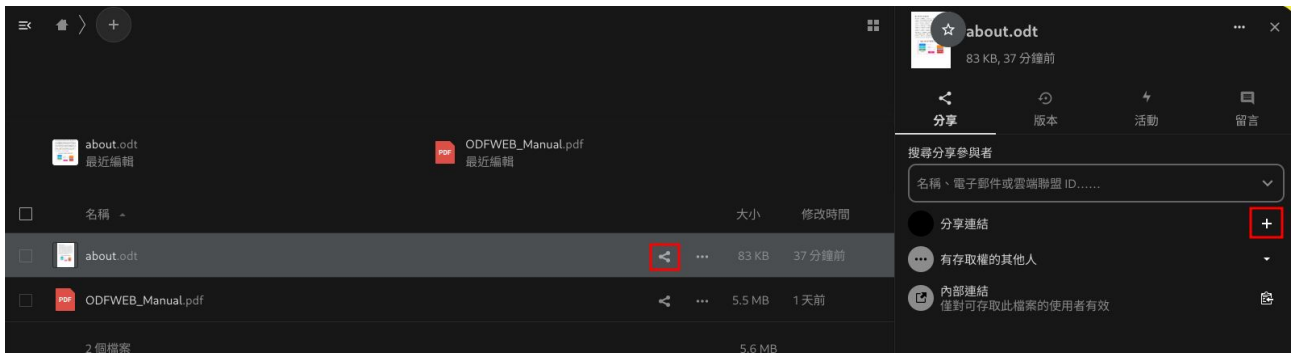 about.odt
最近編輯
ODFWEB_Manual.pdf
最近編輯
名稱 大小 修改時間
about.odt 83 KB 37 分鐘前
PDF ODFWEB_Manual.pdf 5.5 MB 1 天前
2 個檔案 5.6 MB
about.odt
83 KB, 37 分鐘前
分享 版本 活動 留言
搜尋分享參與者
名稱、電子郵件或雲端聯盟 ID……
分享連結
有存取權的其他人
內部連結
僅對可存取此檔案的使用者有效